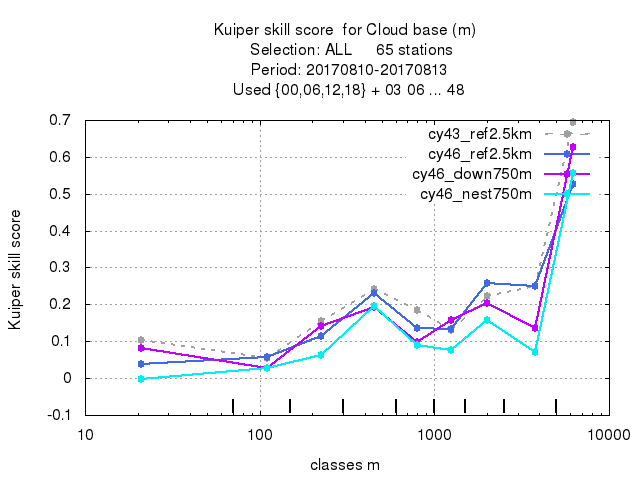 Kuiper skill score  for Cloud base (m)
Selection: ALL     65 stations
Period: 20170810-20170813
Used {00,06,12,18} + 03 06 ... 48
cy43_ref2.5km
cy46_ref2.5km
cy46_down750m
cy46_nest750m
Kuiper skill score
0.7
0.6
0.5
0.4
0.3
0.2
0.1
0
-0.1
10 100 1000 10000
classes m